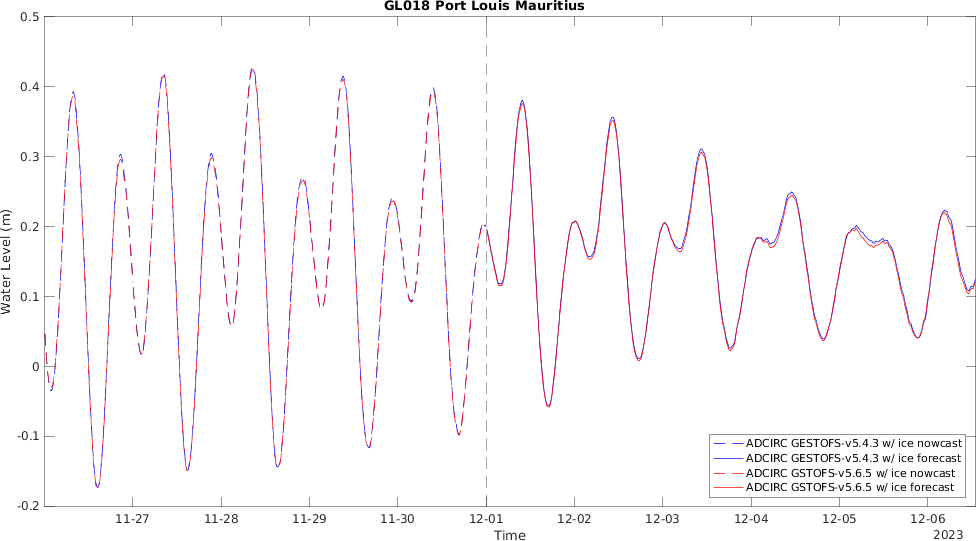 GL018 Port Louis Mauritius
0.5
0.4
0.3
0.2
0.1
0
-0.1
-0.2
Water Level (m)
ADCIRC GESTOFS-v5.4.3 w/ ice nowcast
ADCIRC GESTOFS-v5.4.3 w/ ice forecast
ADCIRC GSTOFS-v5.6.5 w/ ice nowcast
ADCIRC GSTOFS-v5.6.5 w/ ice forecast
11-27 11-28 11-29 11-30 12-01 12-02 12-03 12-04 12-05 12-06
Time
2023